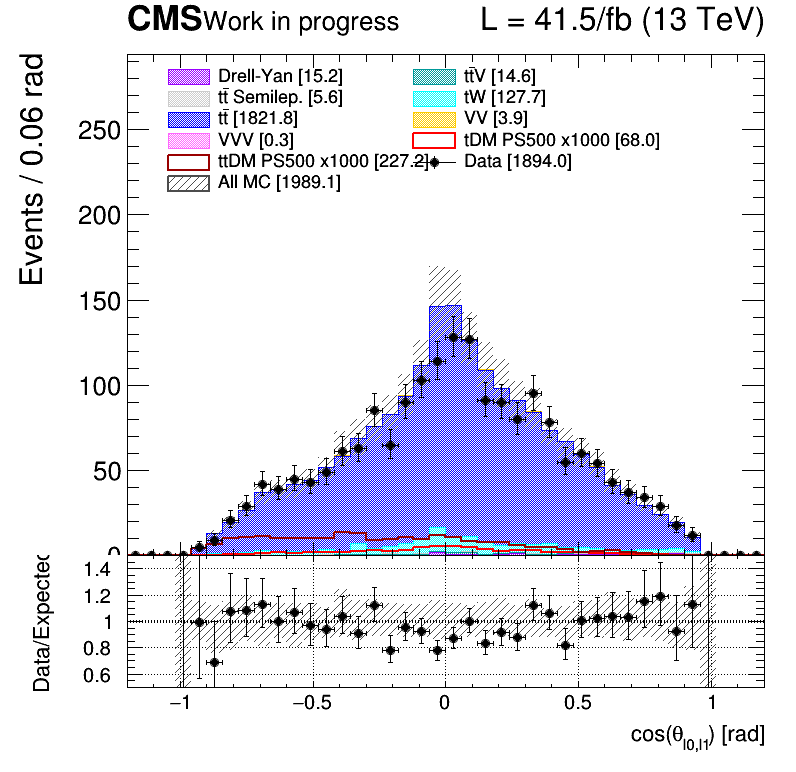 CMS Work in progress L = 41.5/fb (13 TeV)
Drell-Yan [15.2] tt̄V [14.6]
tt̄ Semilep. [5.6] tW [127.7]
tt̄ [1821.8] VV [3.9]
VVV [0.3] tDM PS500 x1000 [68.0]
ttDM PS500 x1000 [227.2] Data [1894.0]
All MC [1989.1]
Events / 0.06 rad
250
200
150
100
50
0
Data/Expected
1.4
1.2
1
0.8
0.6
−1 −0.5 0 0.5 1
cos(θ_{l0,l1}) [rad]